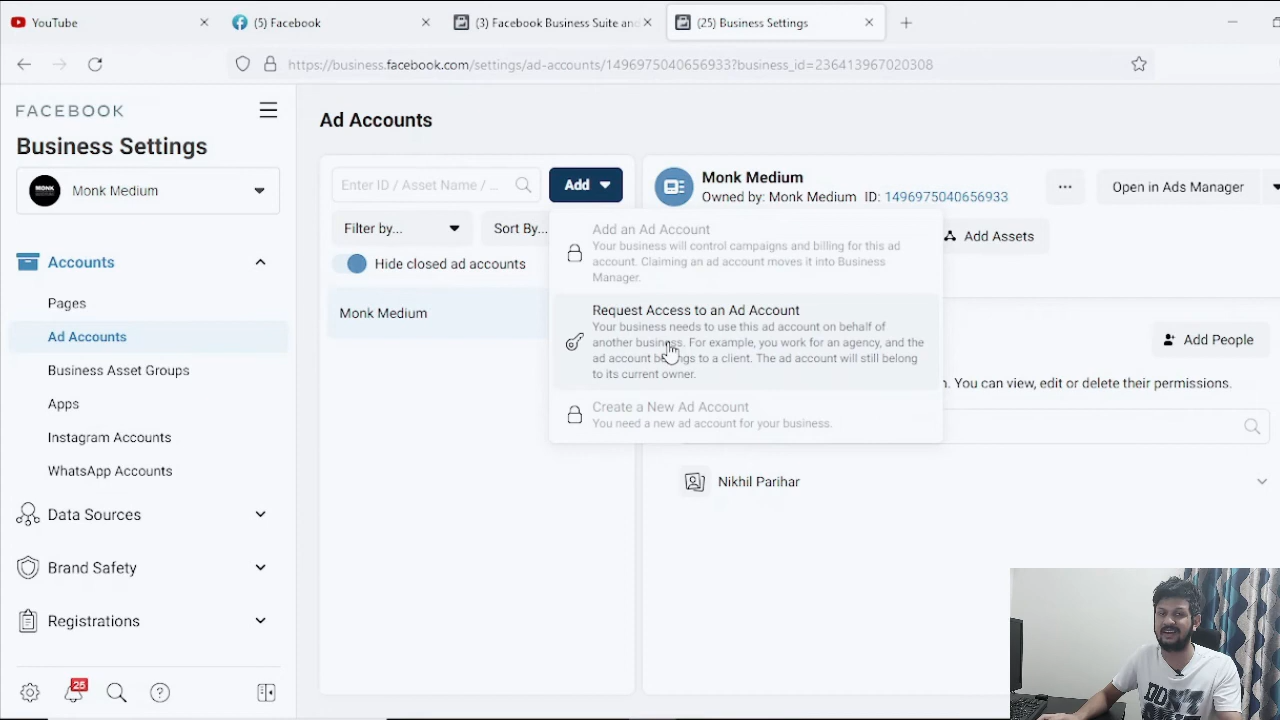 YouTube
(5) Facebook
(3) Facebook Business Suite an
(25) Business Settings
https://business.facebook.com/settings/ad-accounts/1496975040656933?business_id=236413967020308
FACEBOOK
Business Settings
MONK
Monk Medium
Accounts
Pages
Ad Accounts
Business Asset Groups
Apps
Instagram Accounts
WhatsApp Accounts
Data Sources
Brand Safety
Registrations
25
Ad Accounts
Enter ID / Asset Name / ...
Add
Filter by...
Sort By...
Hide closed ad accounts
Monk Medium
Add an Ad Account
Your business will control campaigns and billing for this ad
account. Claiming an ad account moves it into Business
Manager.
Request Access to an Ad Account
Your business needs to use this ad account on behalf of
another business. For example, you work for an agency, and the
ad account belongs to a client. The ad account will still belong
to its current owner.
Create a New Ad Account
You need a new ad account for your business.
Monk Medium
Owned by: Monk Medium ID: 1496975040656933
...
Open in Ads Manager
Add Assets
Add People
. You can view, edit or delete their permissions.
Nikhil Parihar